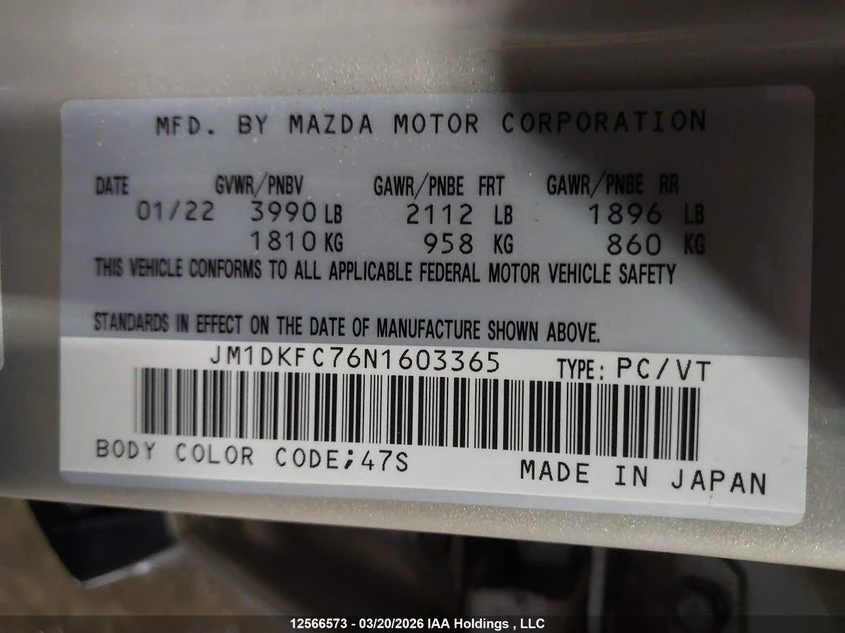 MFD. BY MAZDA MOTOR CORPORATION
DATE GVWR/PNBV GAWR/PNBE FRT GAWR/PNBE RR
01/22 3990 LB 2112 LB 1896 LB
1810 KG 958 KG 860 KG
THIS VEHICLE CONFORMS TO ALL APPLICABLE FEDERAL MOTOR VEHICLE SAFETY
STANDARDS IN EFFECT ON THE DATE OF MANUFACTURE SHOWN ABOVE.
JM1DKFC76N1603365 TYPE: PC/VT
BODY COLOR CODE;47S
MADE IN JAPAN
12566573 - 03/20/2026 IAA Holdings , LLC